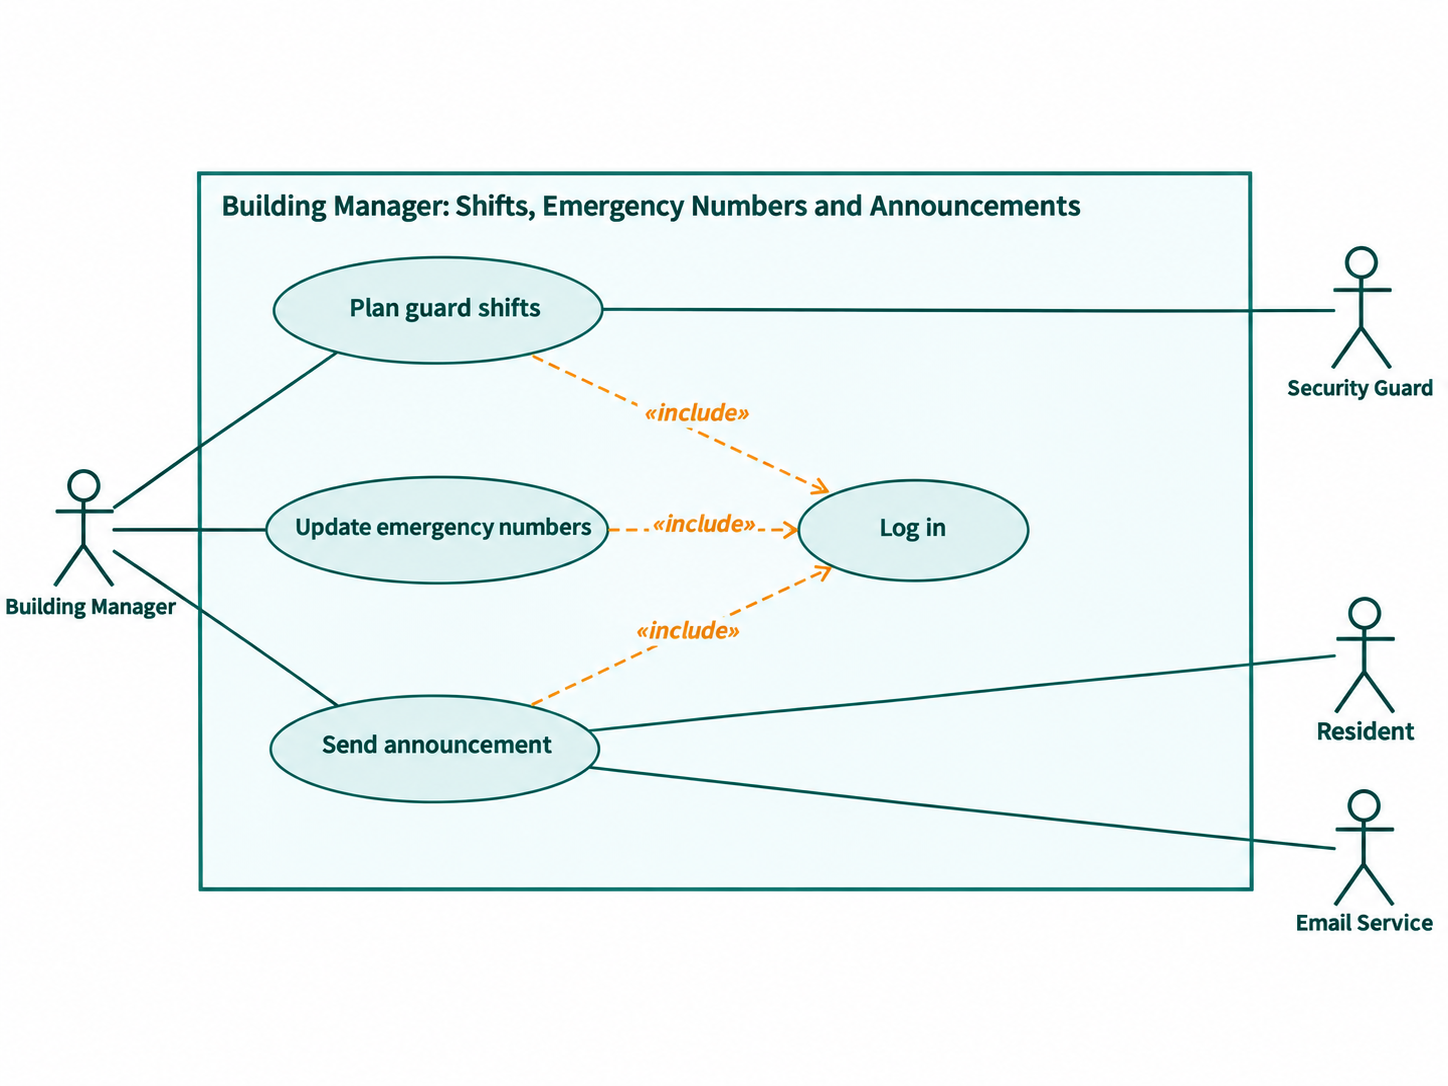 Building Manager: Shifts, Emergency Numbers and Announcements
Plan guard shifts
Security Guard
«include»
Update emergency numbers
«include»
Log in
Building Manager
«include»
Send announcement
Resident
Email Service